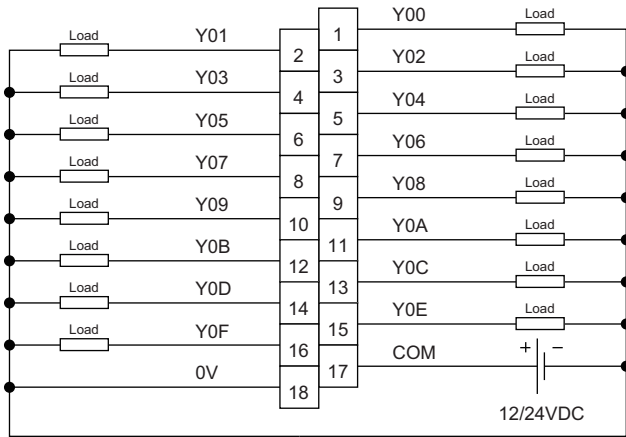 Y00 Load
Load Y01 1
2 Y02 Load
Load Y03 3
4 Y04 Load
Load Y05 5
6 Y06 Load
Load Y07 7
8 Y08 Load
Load Y09 9
10 Y0A Load
Load Y0B 11
12 Y0C Load
Load Y0D 13
14 Y0E Load
Load Y0F 15
16 COM + −
0V 17
18
12/24VDC